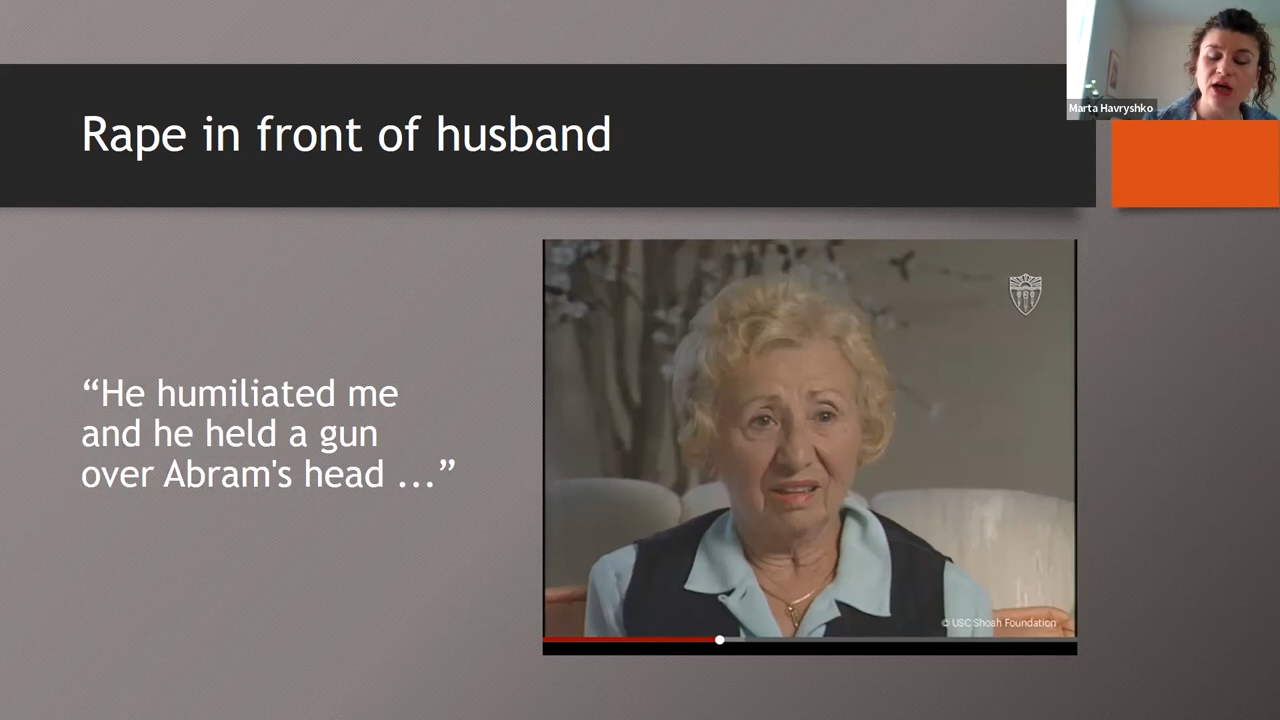 Marta Havryshko
Rape in front of husband
“He humiliated me
and he held a gun
over Abram's head ...”
© USC Shoah Foundation